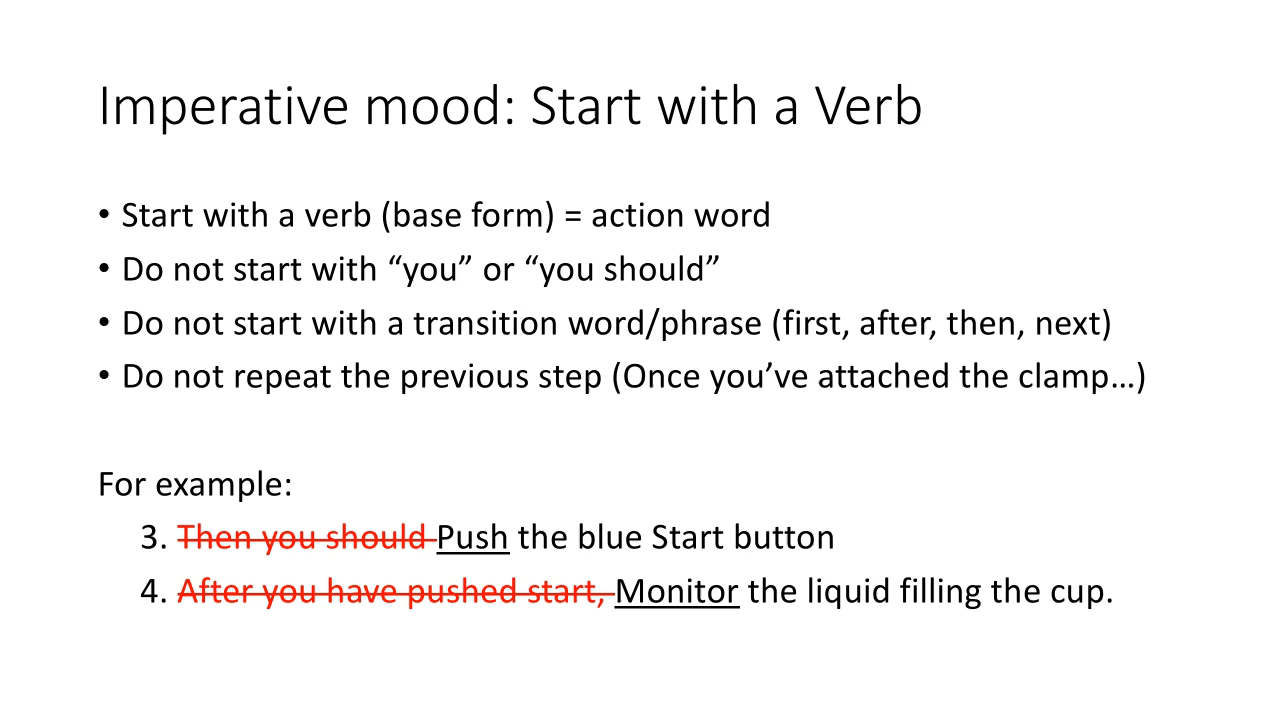 Imperative mood: Start with a Verb
• Start with a verb (base form) = action word
• Do not start with “you” or “you should”
• Do not start with a transition word/phrase (first, after, then, next)
• Do not repeat the previous step (Once you’ve attached the clamp…)
For example:
3. Then you should Push the blue Start button
4. After you have pushed start, Monitor the liquid filling the cup.